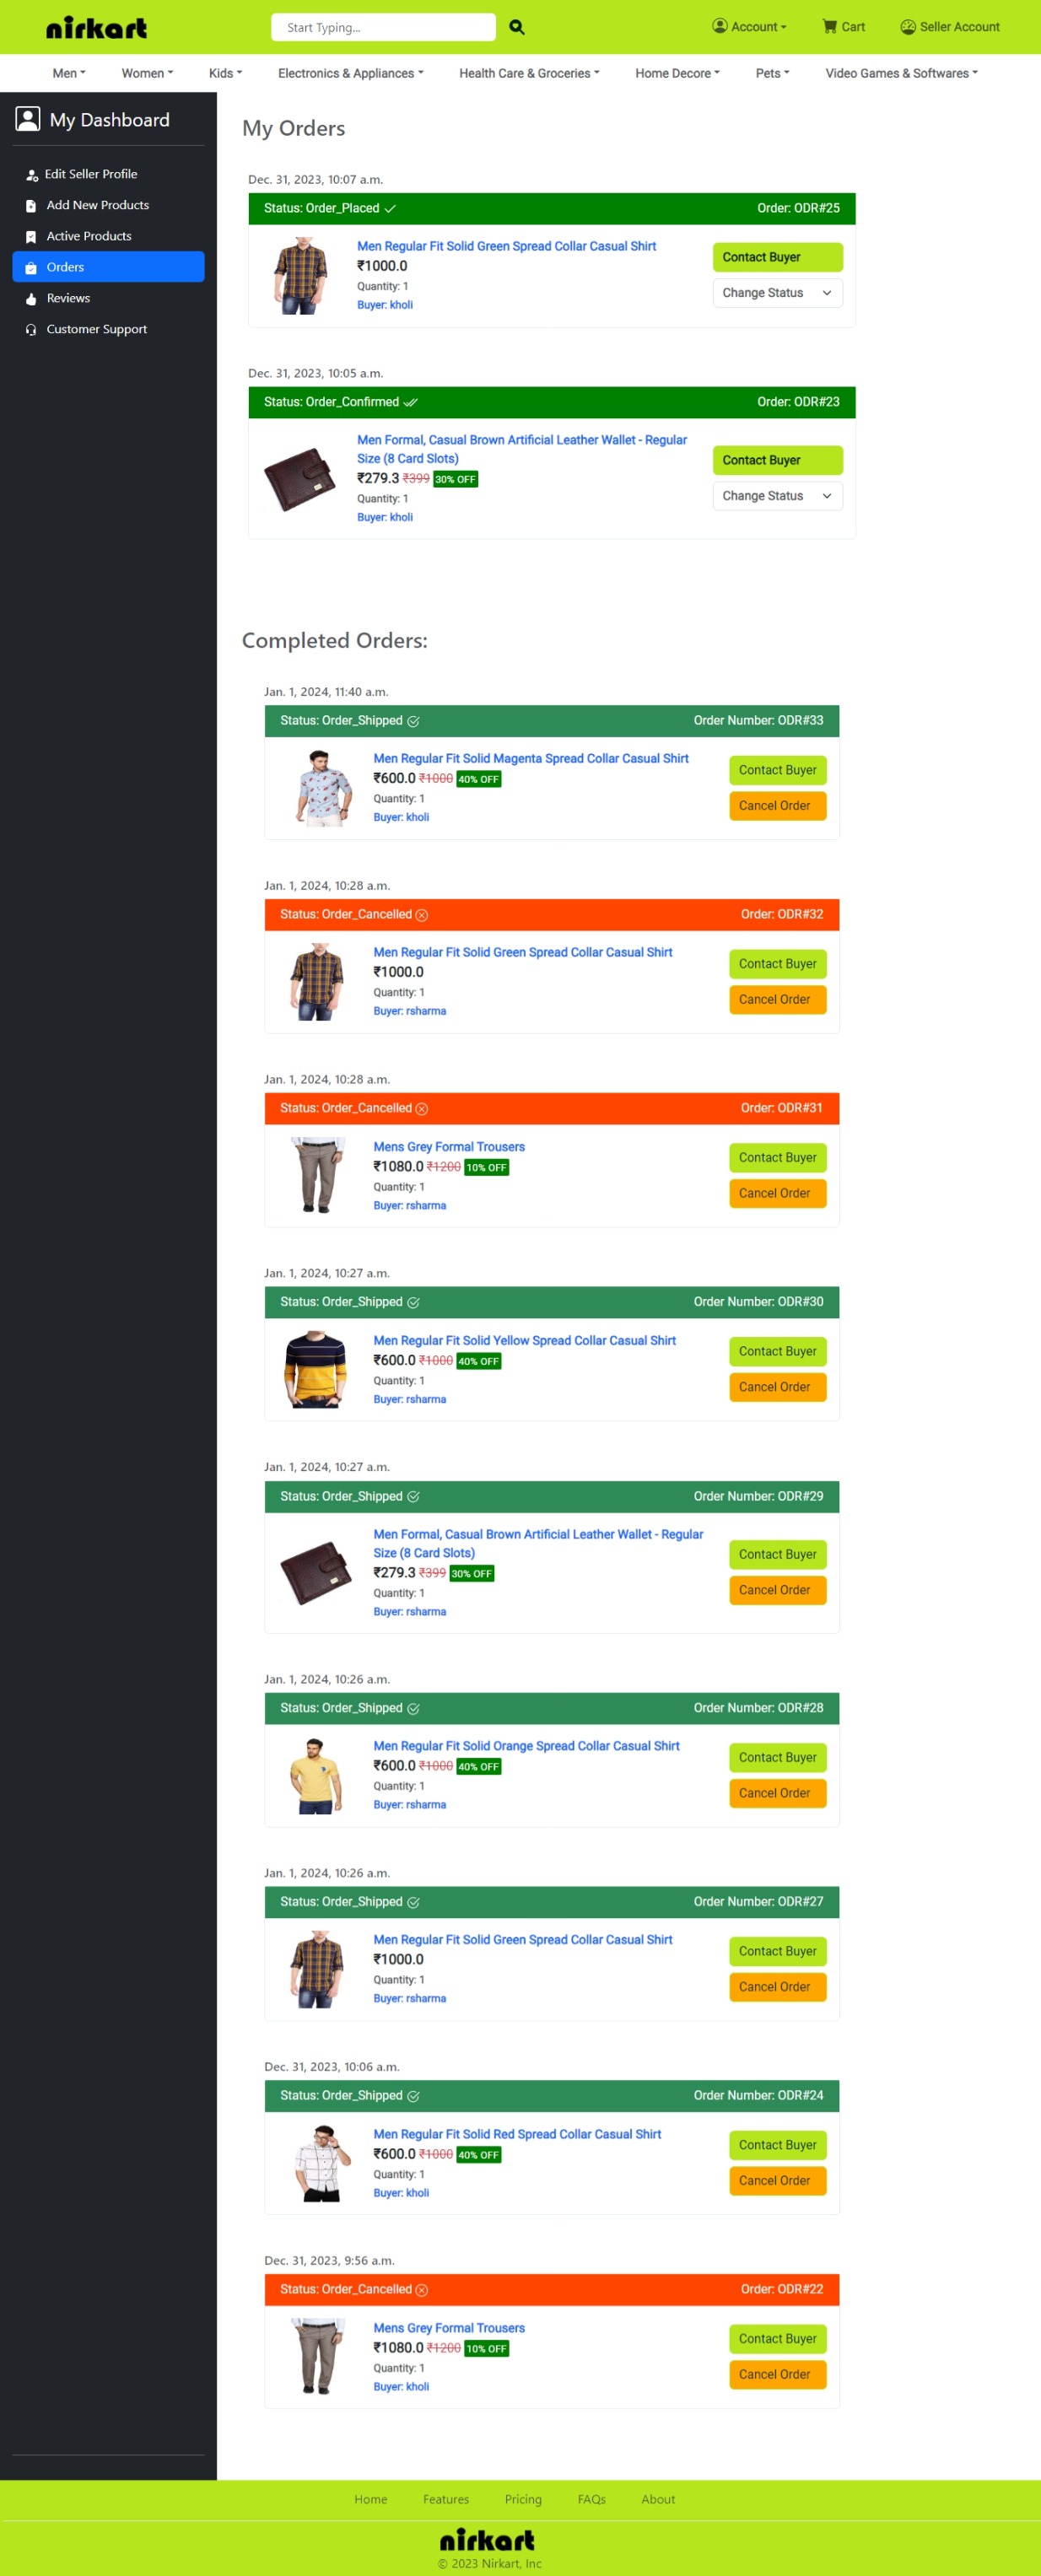 nirkart
Start Typing...
Account
Cart
Seller Account
Men
Women
Kids
Electronics & Appliances
Health Care & Groceries
Home Decore
Pets
Video Games & Softwares
My Dashboard
Edit Seller Profile
Add New Products
Active Products
Orders
Reviews
Customer Support
My Orders
Dec. 31, 2023, 10:07 a.m.
Status: Order_Placed
Order: ODR#25
Men Regular Fit Solid Green Spread Collar Casual Shirt
₹1000.0
Quantity: 1
Buyer: kholi
Contact Buyer
Change Status
Dec. 31, 2023, 10:05 a.m.
Status: Order_Confirmed
Order: ODR#23
Men Formal, Casual Brown Artificial Leather Wallet - Regular
Size (8 Card Slots)
₹279.3 ₹399 30% OFF
Quantity: 1
Buyer: kholi
Contact Buyer
Change Status
Completed Orders:
Jan. 1, 2024, 11:40 a.m.
Status: Order_Shipped
Order Number: ODR#33
Men Regular Fit Solid Magenta Spread Collar Casual Shirt
₹600.0 ₹1000 40% OFF
Quantity: 1
Buyer: kholi
Contact Buyer
Cancel Order
Jan. 1, 2024, 10:28 a.m.
Status: Order_Cancelled
Order: ODR#32
Men Regular Fit Solid Green Spread Collar Casual Shirt
₹1000.0
Quantity: 1
Buyer: rsharma
Contact Buyer
Cancel Order
Jan. 1, 2024, 10:28 a.m.
Status: Order_Cancelled
Order: ODR#31
Mens Grey Formal Trousers
₹1080.0 ₹1200 10% OFF
Quantity: 1
Buyer: rsharma
Contact Buyer
Cancel Order
Jan. 1, 2024, 10:27 a.m.
Status: Order_Shipped
Order Number: ODR#30
Men Regular Fit Solid Yellow Spread Collar Casual Shirt
₹600.0 ₹1000 40% OFF
Quantity: 1
Buyer: rsharma
Contact Buyer
Cancel Order
Jan. 1, 2024, 10:27 a.m.
Status: Order_Shipped
Order Number: ODR#29
Men Formal, Casual Brown Artificial Leather Wallet - Regular
Size (8 Card Slots)
₹279.3 ₹399 30% OFF
Quantity: 1
Buyer: rsharma
Contact Buyer
Cancel Order
Jan. 1, 2024, 10:26 a.m.
Status: Order_Shipped
Order Number: ODR#28
Men Regular Fit Solid Orange Spread Collar Casual Shirt
₹600.0 ₹1000 40% OFF
Quantity: 1
Buyer: rsharma
Contact Buyer
Cancel Order
Jan. 1, 2024, 10:26 a.m.
Status: Order_Shipped
Order Number: ODR#27
Men Regular Fit Solid Green Spread Collar Casual Shirt
₹1000.0
Quantity: 1
Buyer: rsharma
Contact Buyer
Cancel Order
Dec. 31, 2023, 10:06 a.m.
Status: Order_Shipped
Order Number: ODR#24
Men Regular Fit Solid Red Spread Collar Casual Shirt
₹600.0 ₹1000 40% OFF
Quantity: 1
Buyer: kholi
Contact Buyer
Cancel Order
Dec. 31, 2023, 9:56 a.m.
Status: Order_Cancelled
Order: ODR#22
Mens Grey Formal Trousers
₹1080.0 ₹1200 10% OFF
Quantity: 1
Buyer: kholi
Contact Buyer
Cancel Order
Home
Features
Pricing
FAQs
About
nirkart
© 2023 Nirkart, Inc